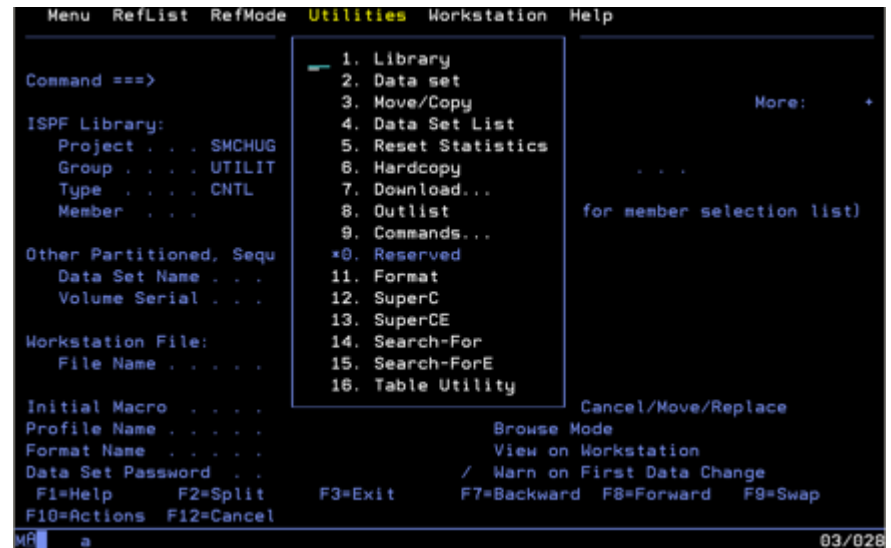 Menu RefList RefMode Utilities Workstation Help
1. Library
Command ===> 2. Data set
3. Move/Copy More: +
ISPF Library: 4. Data Set List
Project . . . SMCHUG 5. Reset Statistics
Group . . . . UTILIT 6. Hardcopy . . .
Type . . . . CNTL 7. Download...
Member . . . 8. Outlist for member selection list)
9. Commands...
Other Partitioned, Sequ *0. Reserved
Data Set Name . . . 11. Format
Volume Serial . . . 12. SuperC
13. SuperCE
Workstation File: 14. Search-For
File Name . . . . . 15. Search-ForE
16. Table Utility
Initial Macro . . . . Cancel/Move/Replace
Profile Name . . . . . Browse Mode
Format Name . . . . . View on Workstation
Data Set Password . . / Warn on First Data Change
F1=Help F2=Split F3=Exit F7=Backward F8=Forward F9=Swap
F10=Actions F12=Cancel
MA a 03/028